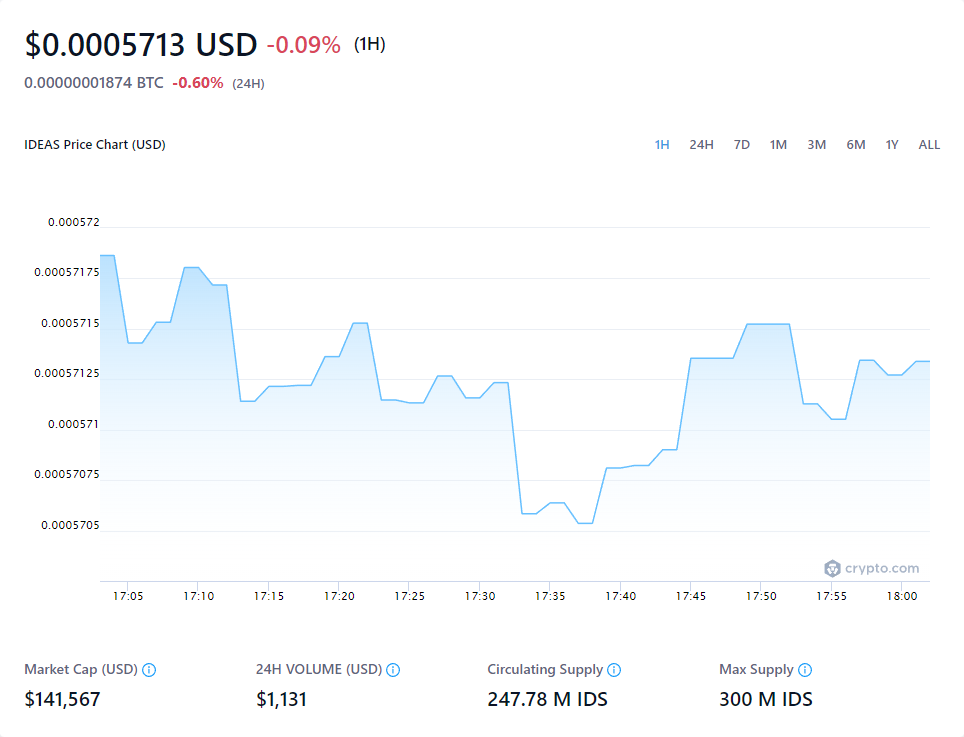 $0.0005713 USD -0.09% (1H)
0.00000001874 BTC -0.60% (24H)
IDEAS Price Chart (USD) 1H 24H 7D 1M 3M 6M 1Y ALL
0.000572
0.00057175
0.0005715
0.00057125
0.000571
0.00057075
0.0005705
crypto.com
17:05 17:10 17:15 17:20 17:25 17:30 17:35 17:40 17:45 17:50 17:55 18:00
Market Cap (USD) 24H VOLUME (USD) Circulating Supply Max Supply
$141,567 $1,131 247.78 M IDS 300 M IDS